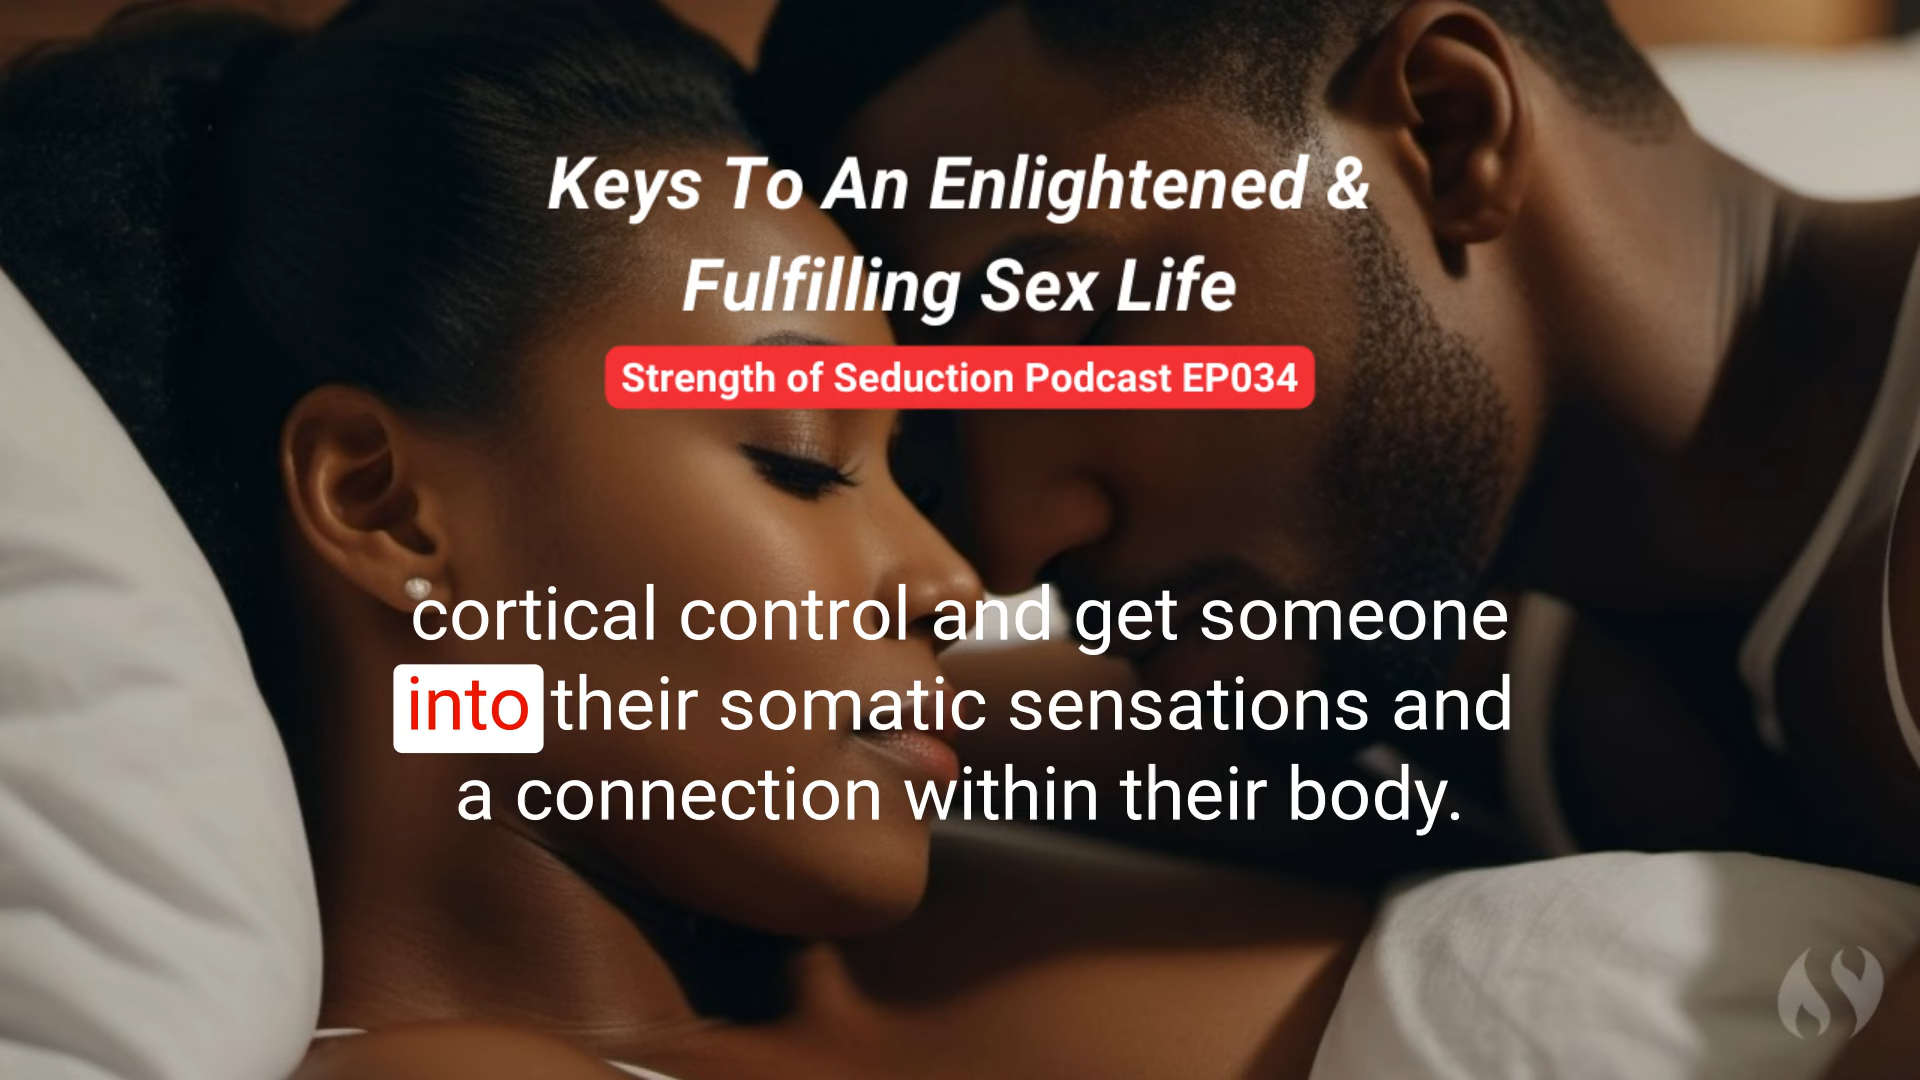 Keys To An Enlightened &
Fulfilling Sex Life
Strength of Seduction Podcast EP034
cortical control and get someone
into their somatic sensations and
a connection within their body.